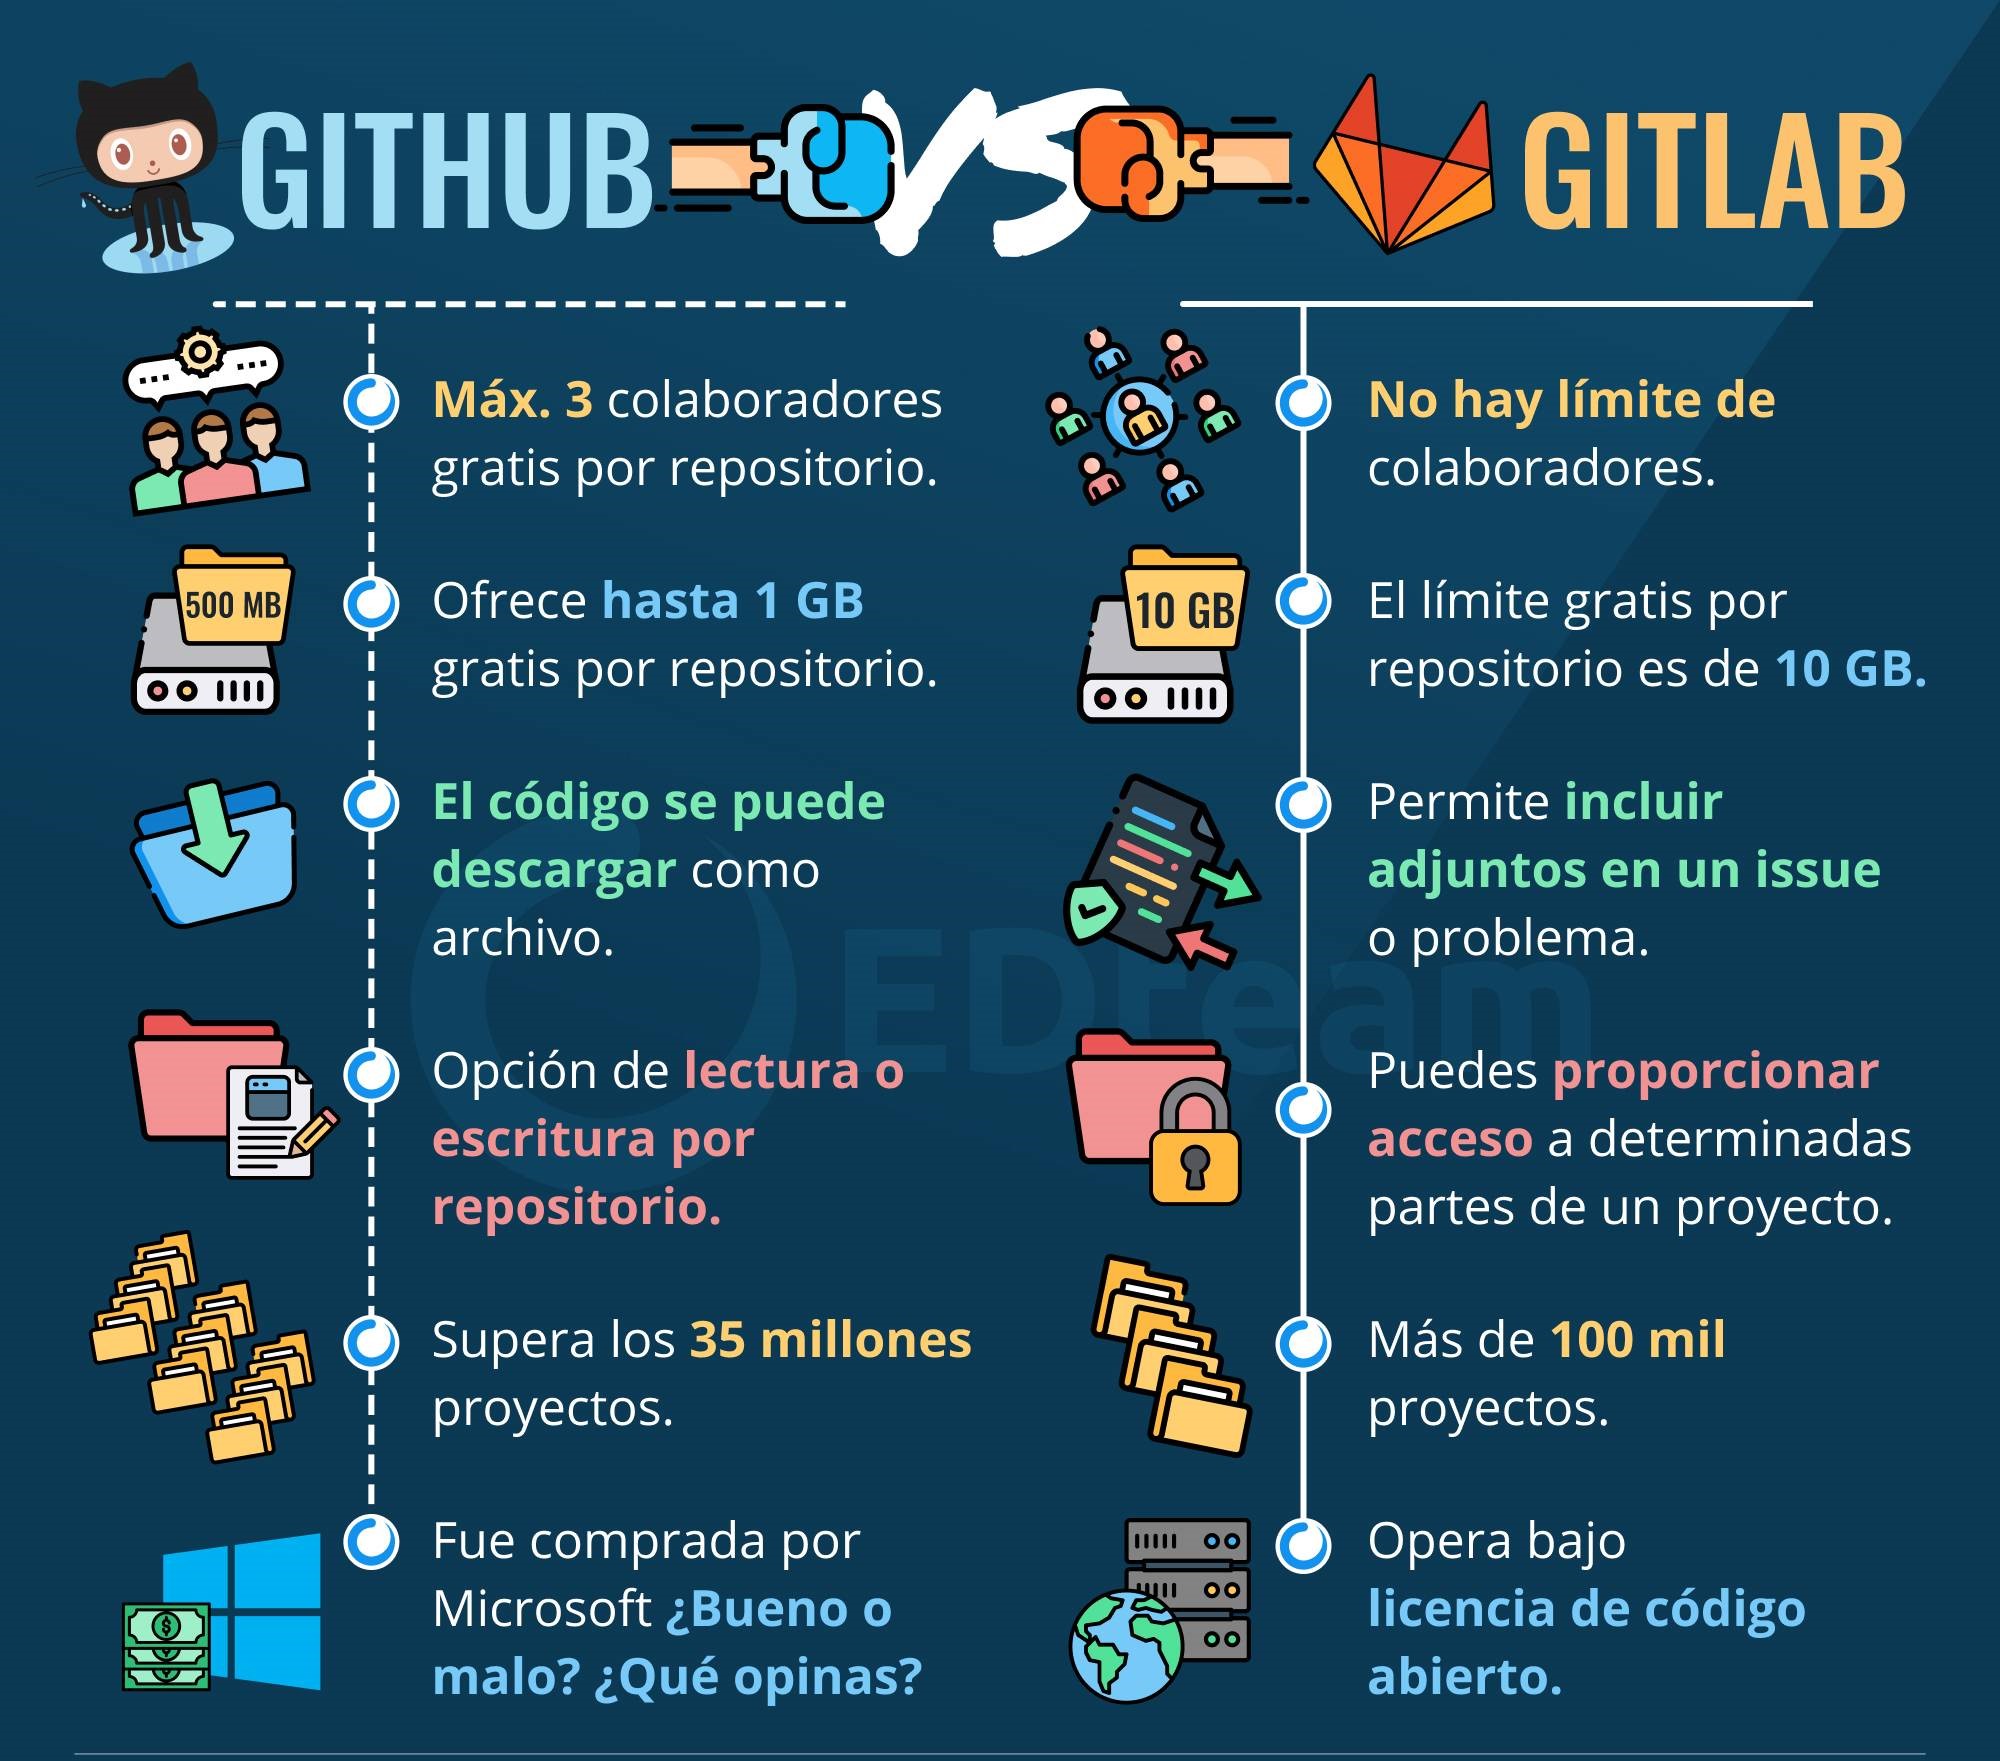 GITHUB VS GITLAB
Máx. 3 colaboradores
gratis por repositorio.
500 MB
Ofrece hasta 1 GB
gratis por repositorio.
El código se puede
descargar como
archivo.
Opción de lectura o
escritura por
repositorio.
Supera los 35 millones
proyectos.
Fue comprada por
Microsoft ¿Bueno o
malo? ¿Qué opinas?
No hay límite de
colaboradores.
10 GB
El límite gratis por
repositorio es de 10 GB.
Permite incluir
adjuntos en un issue
o problema.
Puedes proporcionar
acceso a determinadas
partes de un proyecto.
Más de 100 mil
proyectos.
Opera bajo
licencia de código
abierto.
EDteam